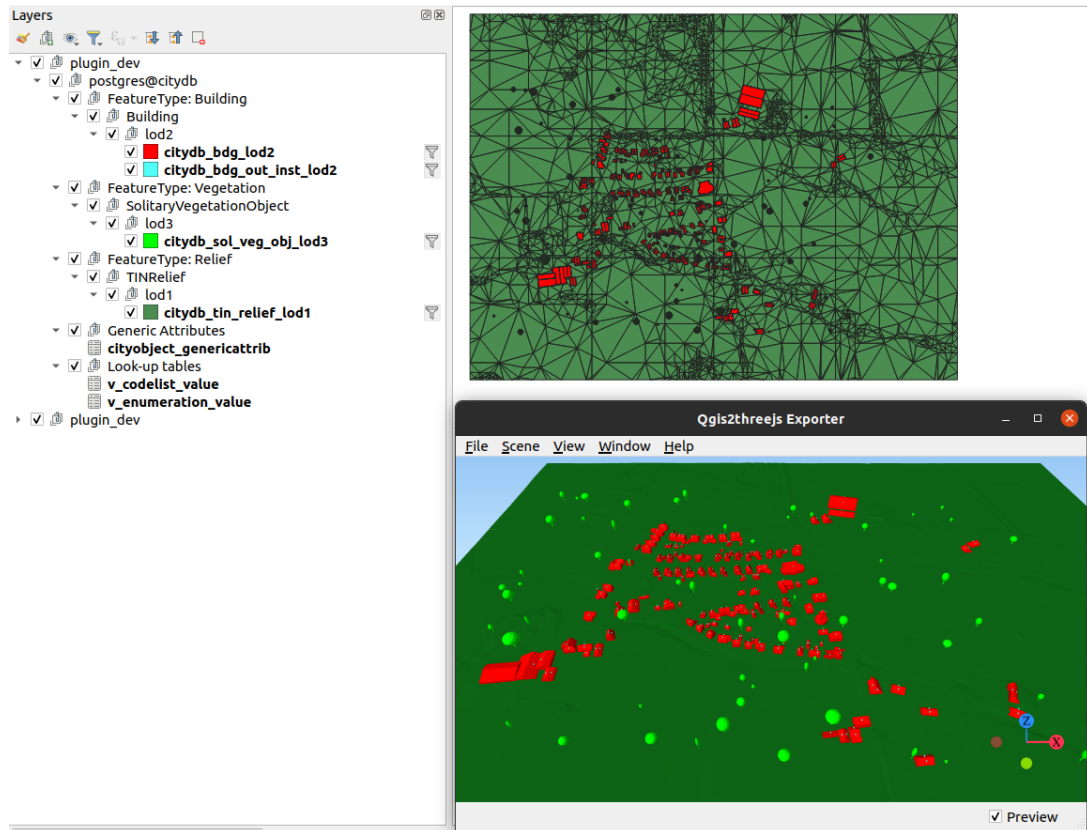 Layers
plugin_dev
postgres@citydb
FeatureType: Building
Building
lod2
citydb_bdg_lod2
citydb_bdg_out_inst_lod2
FeatureType: Vegetation
SolitaryVegetationObject
lod3
citydb_sol_veg_obj_lod3
FeatureType: Relief
TINRelief
lod1
citydb_tin_relief_lod1
Generic Attributes
cityobject_genericattrib
Look-up tables
v_codelist_value
v_enumeration_value
plugin_dev
Qgis2threejs Exporter
File Scene View Window Help
Z
X
Preview